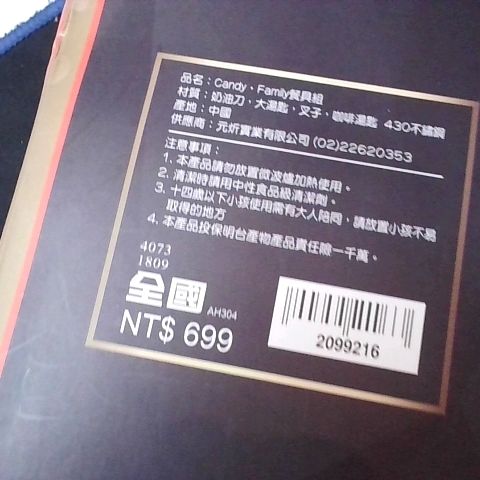 品名：Candy、Family餐具組
材質：奶油刀、大湯匙、叉子、咖啡湯匙 430不鏽鋼
產地：中國
供應商：元炘實業有限公司 (02)22620353
注意事項：
1. 本產品請勿放置微波爐加熱使用。
2. 清潔時請用中性食品級清潔劑。
3. 十四歲以下小孩使用需有大人陪同，請放置小孩不易
取得的地方
4. 本產品投保明台產物產品責任險一千萬。
4073
1809
全國
AH304
NT$ 699
2099216